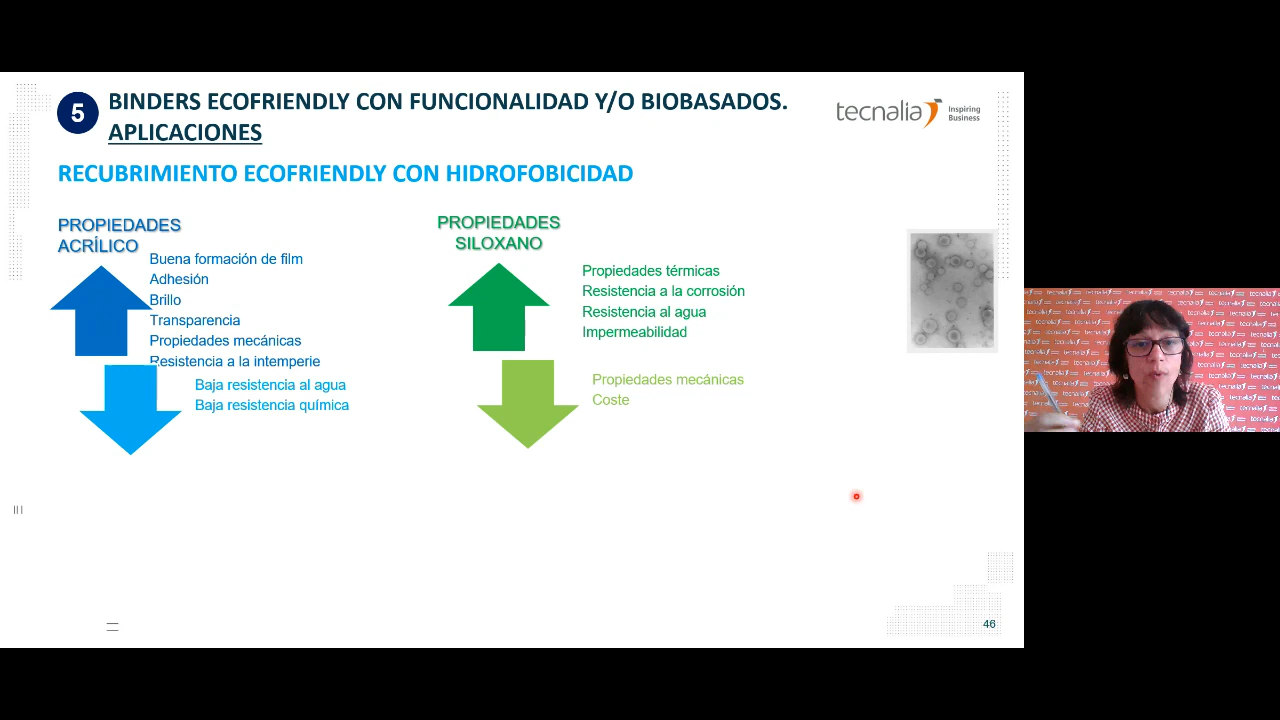 5
BINDERS ECOFRIENDLY CON FUNCIONALIDAD Y/O BIOBASADOS.
APLICACIONES
tecnalia
Inspiring
Business
RECUBRIMIENTO ECOFRIENDLY CON HIDROFOBICIDAD
PROPIEDADES
ACRÍLICO
Buena formación de film
Adhesión
Brillo
Transparencia
Propiedades mecánicas
Resistencia a la intemperie
Baja resistencia al agua
Baja resistencia química
PROPIEDADES
SILOXANO
Propiedades térmicas
Resistencia a la corrosión
Resistencia al agua
Impermeabilidad
Propiedades mecánicas
Coste
46